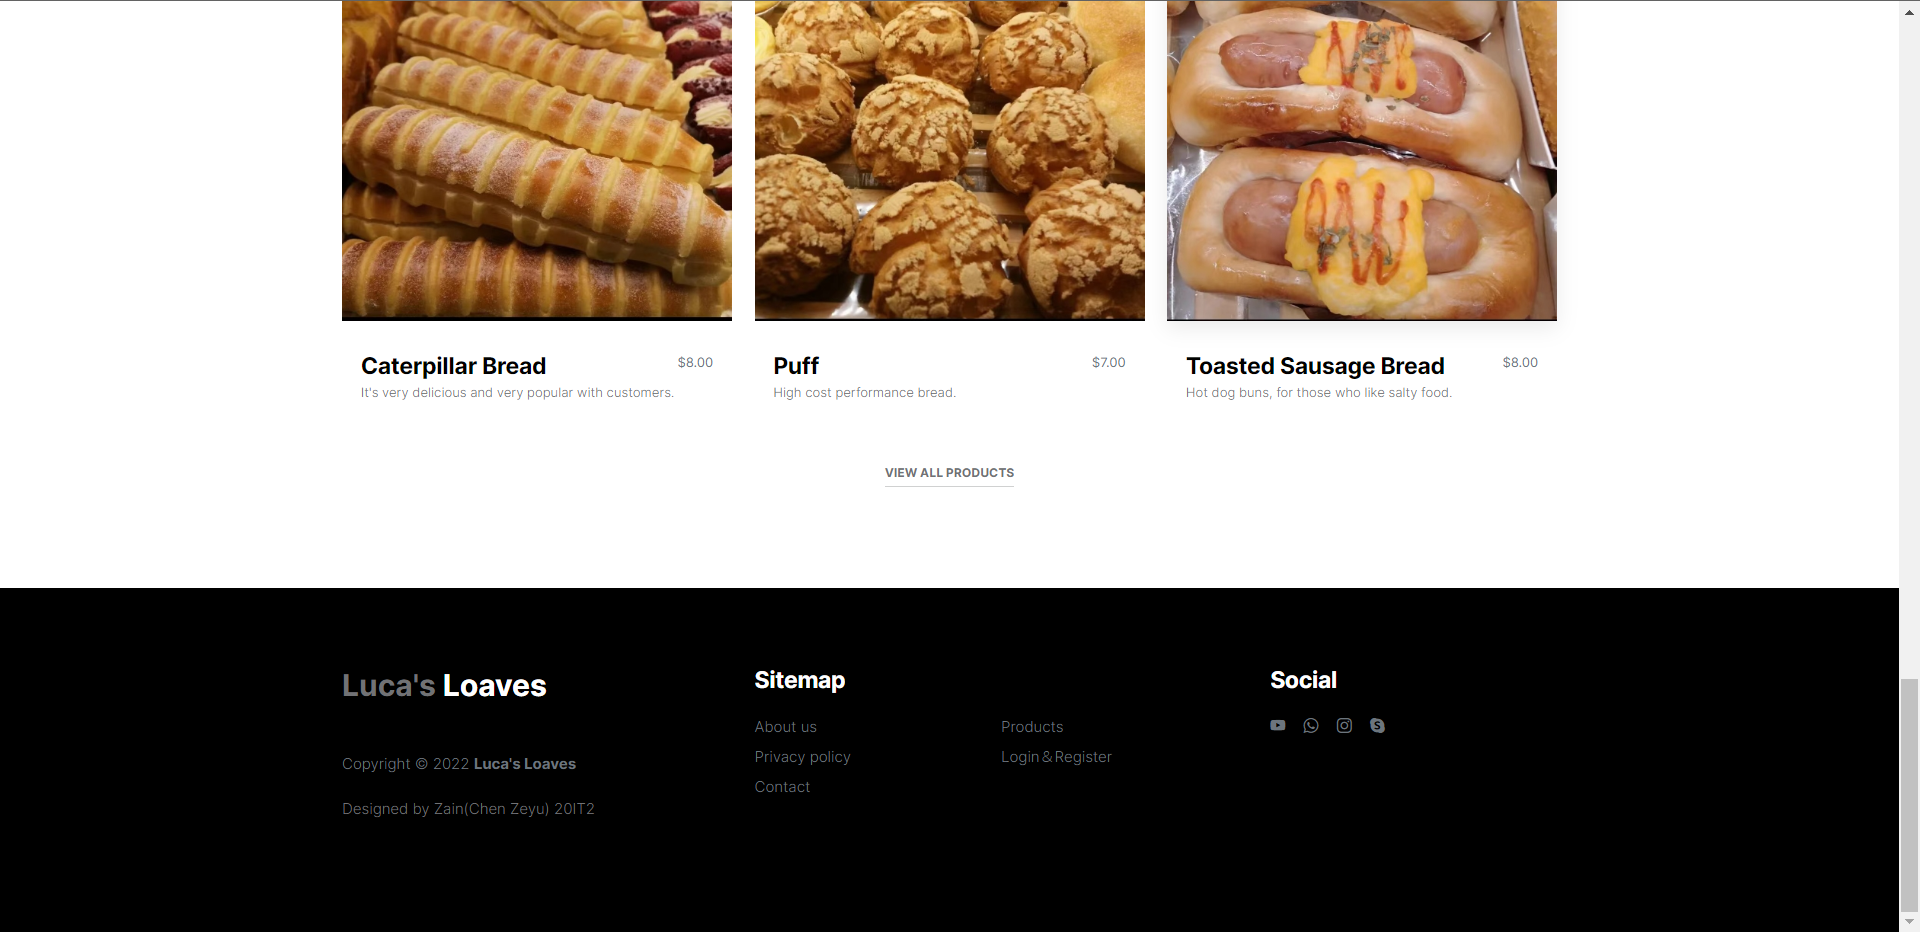 Caterpillar Bread
$8.00
It's very delicious and very popular with customers.
Puff
$7.00
High cost performance bread.
Toasted Sausage Bread
$8.00
Hot dog buns, for those who like salty food.
VIEW ALL PRODUCTS
Luca's Loaves
Copyright © 2022 Luca's Loaves
Designed by Zain(Chen Zeyu) 20IT2
Sitemap
About us
Privacy policy
Contact
Products
Login&Register
Social